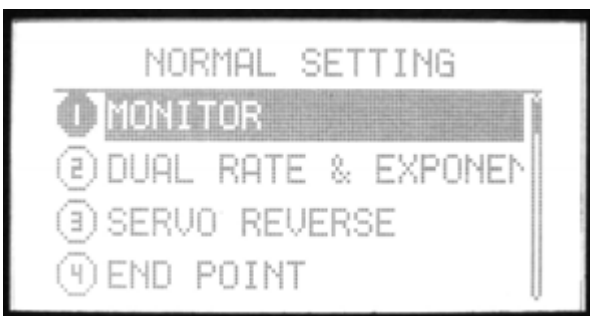 NORMAL SETTING
1 MONITOR
2 DUAL RATE & EXPONEN
3 SERVO REVERSE
4 END POINT